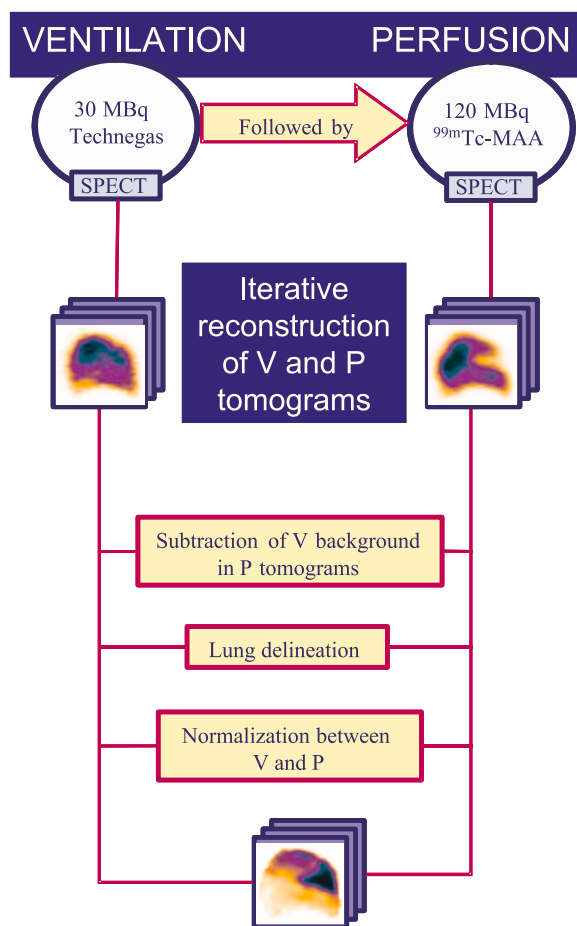 VENTILATION
PERFUSION
30 MBq
Technegas
SPECT
Followed by
120 MBq
⁹⁹ᵐTc-MAA
SPECT
Iterative
reconstruction
of V and P
tomograms
Subtraction of V background
in P tomograms
Lung delineation
Normalization between
V and P